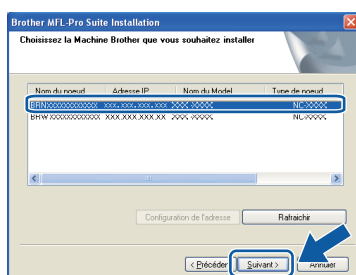 Brother MFL-Pro Suite Installation
Choisissez la Machine Brother que vous souhaitez installer
Nom du noeud Adresse IP Nom du Model Type de noeud
BRNXXXXXXXXXXXX XXX.XXX.XXX.XXX XXX-XXXX NC-XXXX
BRWXXXXXXXXXXXX XXX.XXX.XXX.XX XXX-XXXX NC-XXXX
Configuration de l'adresse Rafraichir
< Précéder Suivant > Annuler